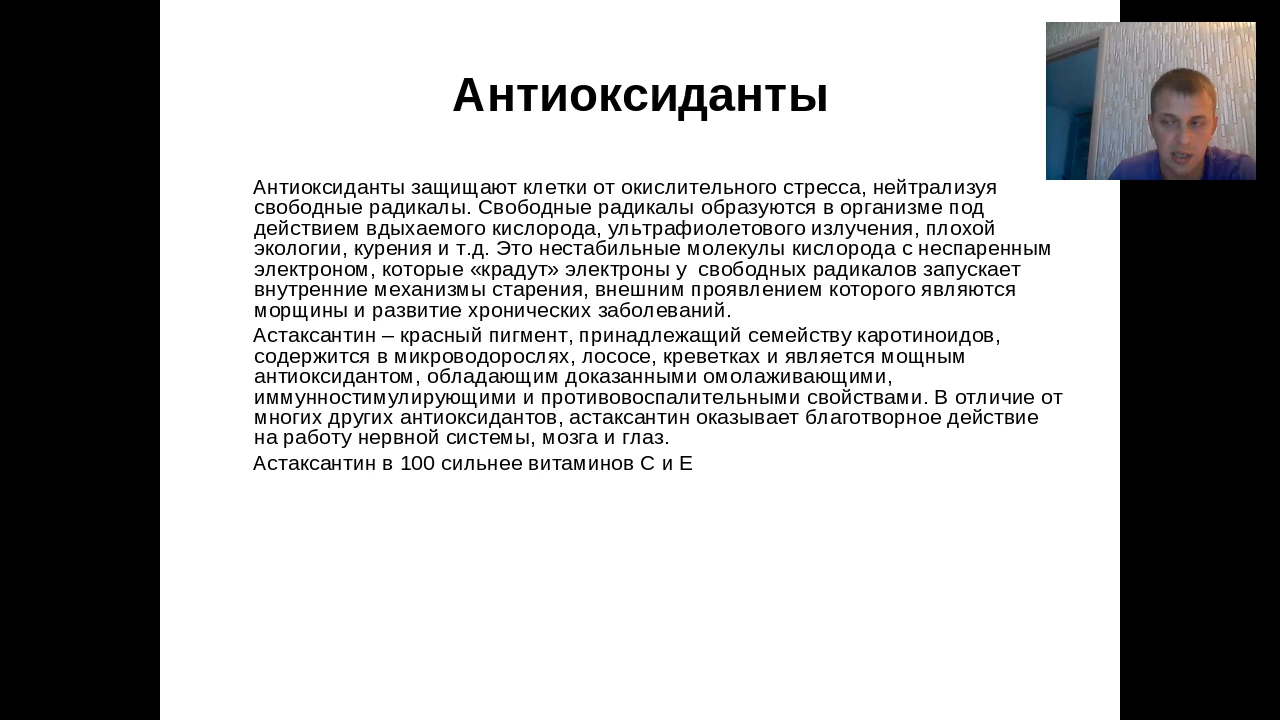 Антиоксиданты
Антиоксиданты защищают клетки от окислительного стресса, нейтрализуя
свободные радикалы. Свободные радикалы образуются в организме под
действием вдыхаемого кислорода, ультрафиолетового излучения, плохой
экологии, курения и т.д. Это нестабильные молекулы кислорода с неспаренным
электроном, которые «крадут» электроны у  свободных радикалов запускает
внутренние механизмы старения, внешним проявлением которого являются
морщины и развитие хронических заболеваний.
Астаксантин – красный пигмент, принадлежащий семейству каротиноидов,
содержится в микроводорослях, лососе, креветках и является мощным
антиоксидантом, обладающим доказанными омолаживающими,
иммунностимулирующими и противовоспалительными свойствами. В отличие от
многих других антиоксидантов, астаксантин оказывает благотворное действие
на работу нервной системы, мозга и глаз.
Астаксантин в 100 сильнее витаминов С и Е